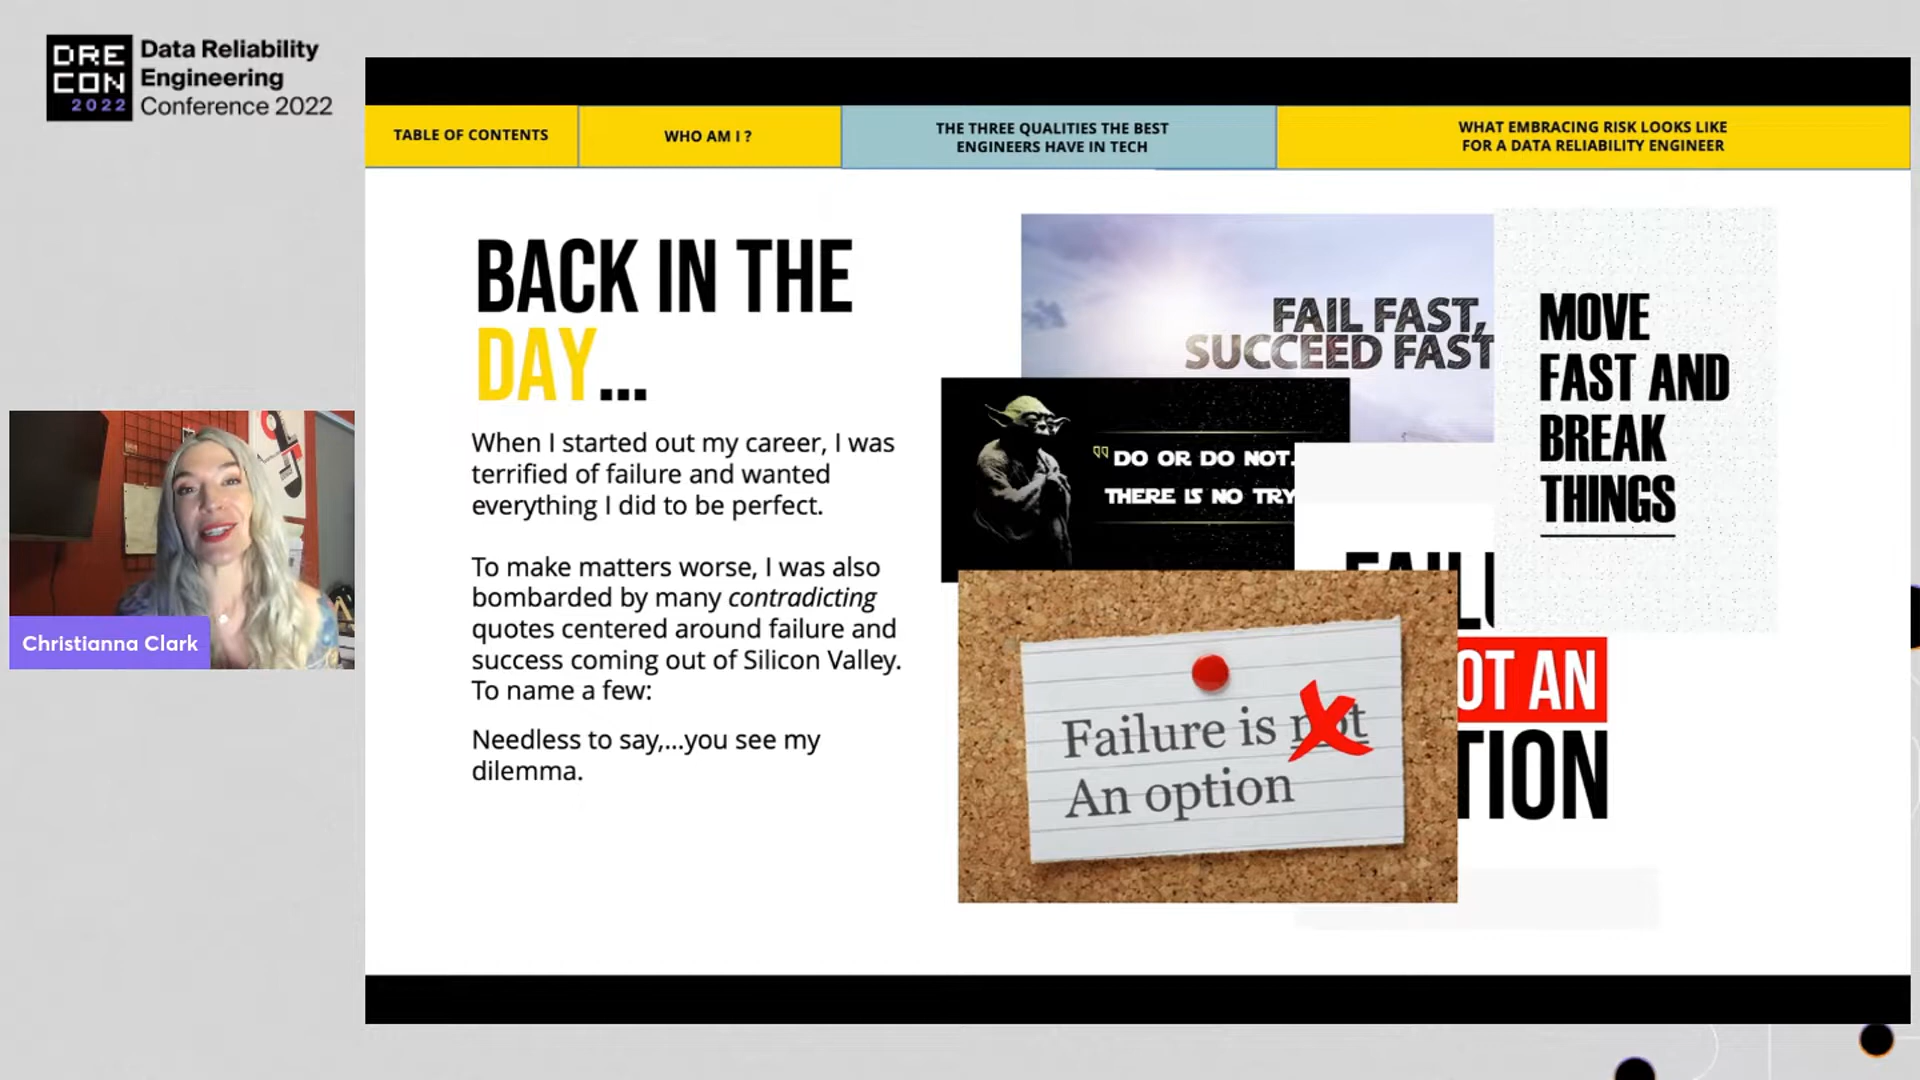 DRE
CON
2022
Data Reliability
Engineering
Conference 2022
TABLE OF CONTENTS
WHO AM I ?
THE THREE QUALITIES THE BEST
ENGINEERS HAVE IN TECH
WHAT EMBRACING RISK LOOKS LIKE
FOR A DATA RELIABILITY ENGINEER
BACK IN THE
DAY...
When I started out my career, I was
terrified of failure and wanted
everything I did to be perfect.
To make matters worse, I was also
bombarded by many contradicting
quotes centered around failure and
success coming out of Silicon Valley.
To name a few:
Needless to say,...you see my
dilemma.
FAIL FAST,
SUCCEED FAST
MOVE
FAST AND
BREAK
THINGS
"DO OR DO NOT.
THERE IS NO TRY
OT AN
TION
Failure is not
An option
Christianna Clark